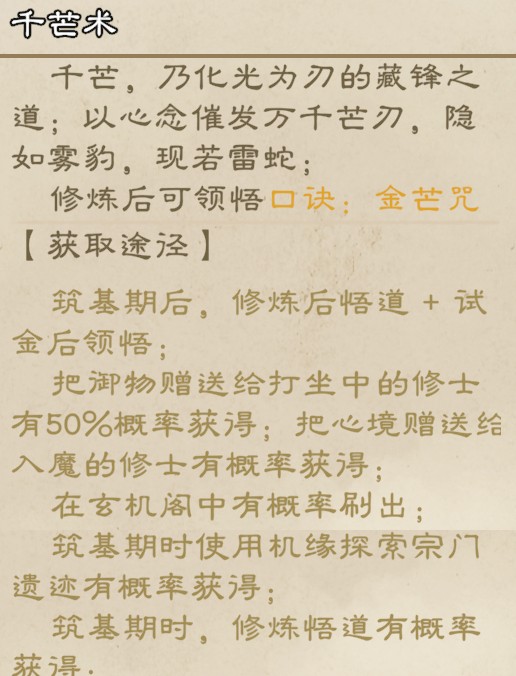 千芒术
千芒，乃化光为刃的藏锋之
道；以心念催发万千芒刃，隐
如雾豹，现若雷蛇；
修炼后可领悟口诀：金芒咒
【获取途径】
筑基期后，修炼后悟道+试
金后领悟；
把御物赠送给打坐中的修士
有50%概率获得；把心境赠送给
入魔的修士有概率获得；
在玄机阁中有概率刷出；
筑基期时使用机缘探索宗门
遗迹有概率获得；
筑基期时，修炼悟道有概率
获得；